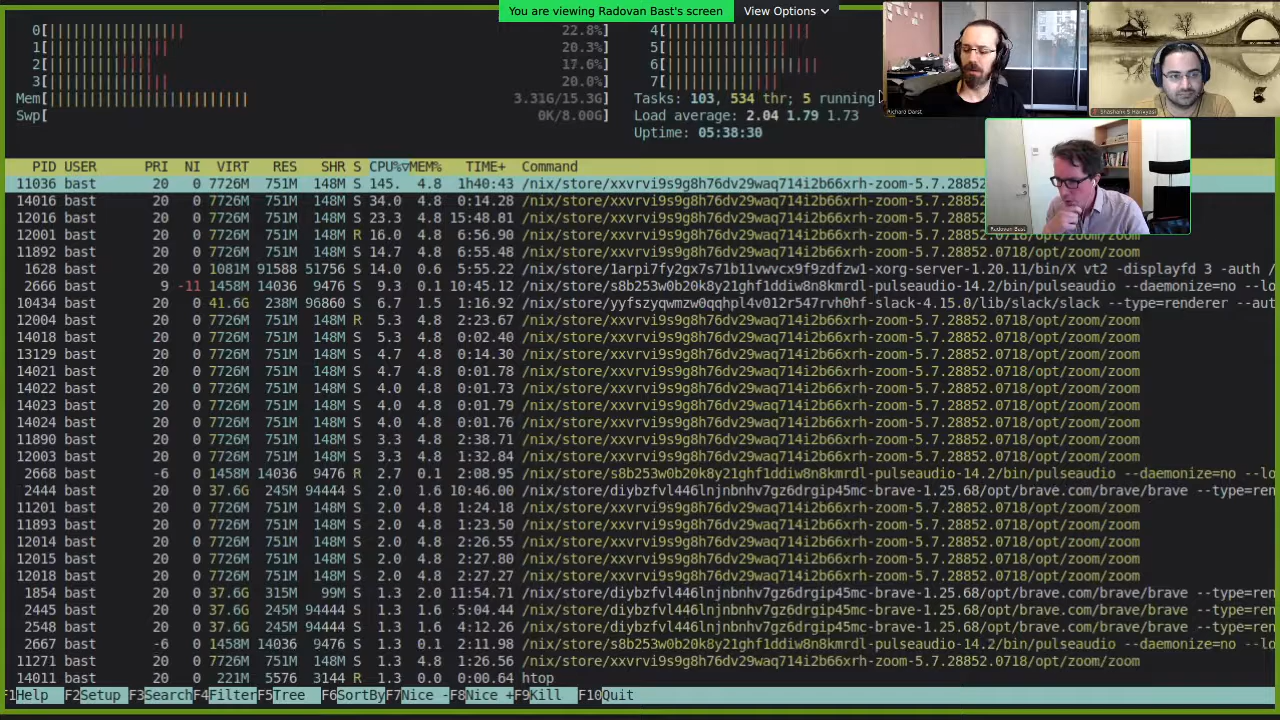 You are viewing Radovan Bast's screen View Options
0[ 22.8%] 4[
1[ 20.3%] 5[
2[ 17.6%] 6[
3[ 20.0%] 7[
Mem[ 3.31G/15.3G] Tasks: 103, 534 thr; 5 running
Swp[ 0K/8.00G] Load average: 2.04 1.79 1.73
Uptime: 05:38:30
Richard Darst
Shashank S Harivyasi
Radovan Bast
PID USER PRI NI VIRT RES SHR S CPU%▽MEM% TIME+ Command
11036 bast 20 0 7726M 751M 148M S 145. 4.8 1h40:43 /nix/store/xxvrvi9s9g8h76dv29waq714i2b66xrh-zoom-5.7.28852
14016 bast 20 0 7726M 751M 148M S 34.0 4.8 0:14.28 /nix/store/xxvrvi9s9g8h76dv29waq714i2b66xrh-zoom-5.7.28852
12016 bast 20 0 7726M 751M 148M S 23.3 4.8 15:48.81 /nix/store/xxvrvi9s9g8h76dv29waq714i2b66xrh-zoom-5.7.28852
12001 bast 20 0 7726M 751M 148M R 16.0 4.8 /nix/store/xxvrvi9s9g8h76dv29waq714i2b66xrh-zoom-5.7.28852.0718/opt/zoom/zoom
11892 bast 20 0 7726M 751M 148M S 14.7 4.8 6:55.48 /nix/store/xxvrvi9s9g8h76dv29waq714i2b66xrh-zoom-5.7.28852.0718/opt/zoom/zoom
1628 bast 20 0 1081M 91588 51756 S 14.0 0.6 5:55.22 /nix/store/1arpi7fy2gx7s71b11vwvcx9f9zdfzw1-xorg-server-1.20.11/bin/X vt2 -displayfd 3 -auth /
2666 bast 9 -11 1458M 14036 9476 S 9.3 0.1 10:45.12 /nix/store/s8b253w0b20k8y21ghf1ddiw8n8kmrdl-pulseaudio-14.2/bin/pulseaudio --daemonize=no --lo
10434 bast 20 0 41.6G 238M 96860 S 6.7 1.5 1:16.92 /nix/store/yyfszyqwmzw0qqhpl4v012r547rvh0hf-slack-4.15.0/lib/slack/slack --type=renderer --aut
12004 bast 20 0 7726M 751M 148M R 5.3 4.8 2:23.67 /nix/store/xxvrvi9s9g8h76dv29waq714i2b66xrh-zoom-5.7.28852.0718/opt/zoom/zoom
14018 bast 20 0 7726M 751M 148M S 5.3 4.8 0:02.40 /nix/store/xxvrvi9s9g8h76dv29waq714i2b66xrh-zoom-5.7.28852.0718/opt/zoom/zoom
13129 bast 20 0 7726M 751M 148M S 4.7 4.8 0:14.30 /nix/store/xxvrvi9s9g8h76dv29waq714i2b66xrh-zoom-5.7.28852.0718/opt/zoom/zoom
14021 bast 20 0 7726M 751M 148M S 4.7 4.8 0:01.78 /nix/store/xxvrvi9s9g8h76dv29waq714i2b66xrh-zoom-5.7.28852.0718/opt/zoom/zoom
14022 bast 20 0 7726M 751M 148M S 4.0 4.8 0:01.73 /nix/store/xxvrvi9s9g8h76dv29waq714i2b66xrh-zoom-5.7.28852.0718/opt/zoom/zoom
14023 bast 20 0 7726M 751M 148M S 4.0 4.8 0:01.79 /nix/store/xxvrvi9s9g8h76dv29waq714i2b66xrh-zoom-5.7.28852.0718/opt/zoom/zoom
14024 bast 20 0 7726M 751M 148M S 4.0 4.8 0:01.76 /nix/store/xxvrvi9s9g8h76dv29waq714i2b66xrh-zoom-5.7.28852.0718/opt/zoom/zoom
11890 bast 20 0 7726M 751M 148M S 3.3 4.8 2:38.71 /nix/store/xxvrvi9s9g8h76dv29waq714i2b66xrh-zoom-5.7.28852.0718/opt/zoom/zoom
12003 bast 20 0 7726M 751M 148M S 3.3 4.8 1:32.84 /nix/store/xxvrvi9s9g8h76dv29waq714i2b66xrh-zoom-5.7.28852.0718/opt/zoom/zoom
2668 bast -6 0 1458M 14036 9476 R 2.7 0.1 2:08.95 /nix/store/s8b253w0b20k8y21ghf1ddiw8n8kmrdl-pulseaudio-14.2/bin/pulseaudio --daemonize=no --lo
2444 bast 20 0 37.6G 245M 94444 S 2.0 1.6 10:46.00 /nix/store/diybzfvl446lnjnbnhv7gz6drgip45mc-brave-1.25.68/opt/brave.com/brave/brave --type=ren
11201 bast 20 0 7726M 751M 148M S 2.0 4.8 1:24.18 /nix/store/xxvrvi9s9g8h76dv29waq714i2b66xrh-zoom-5.7.28852.0718/opt/zoom/zoom
11893 bast 20 0 7726M 751M 148M S 2.0 4.8 1:23.50 /nix/store/xxvrvi9s9g8h76dv29waq714i2b66xrh-zoom-5.7.28852.0718/opt/zoom/zoom
12014 bast 20 0 7726M 751M 148M S 2.0 4.8 2:26.55 /nix/store/xxvrvi9s9g8h76dv29waq714i2b66xrh-zoom-5.7.28852.0718/opt/zoom/zoom
12015 bast 20 0 7726M 751M 148M S 2.0 4.8 2:27.80 /nix/store/xxvrvi9s9g8h76dv29waq714i2b66xrh-zoom-5.7.28852.0718/opt/zoom/zoom
12018 bast 20 0 7726M 751M 148M S 2.0 4.8 2:27.27 /nix/store/xxvrvi9s9g8h76dv29waq714i2b66xrh-zoom-5.7.28852.0718/opt/zoom/zoom
1854 bast 20 0 37.6G 315M 99M S 1.3 2.0 11:54.71 /nix/store/diybzfvl446lnjnbnhv7gz6drgip45mc-brave-1.25.68/opt/brave.com/brave/brave --type=ren
2445 bast 20 0 37.6G 245M 94444 S 1.3 1.6 5:04.44 /nix/store/diybzfvl446lnjnbnhv7gz6drgip45mc-brave-1.25.68/opt/brave.com/brave/brave --type=ren
2548 bast 20 0 37.6G 245M 94444 S 1.3 1.6 4:12.26 /nix/store/diybzfvl446lnjnbnhv7gz6drgip45mc-brave-1.25.68/opt/brave.com/brave/brave --type=ren
2667 bast -6 0 1458M 14036 9476 S 1.3 0.1 2:11.98 /nix/store/s8b253w0b20k8y21ghf1ddiw8n8kmrdl-pulseaudio-14.2/bin/pulseaudio --daemonize=no --lo
11271 bast 20 0 7726M 751M 148M S 1.3 4.8 1:26.56 /nix/store/xxvrvi9s9g8h76dv29waq714i2b66xrh-zoom-5.7.28852.0718/opt/zoom/zoom
14011 bast 20 0 221M 5576 3144 R 1.3 0.0 0:00.64 htop
F1Help F2Setup F3SearchF4FilterF5Tree F6SortByF7Nice -F8Nice +F9Kill F10Quit